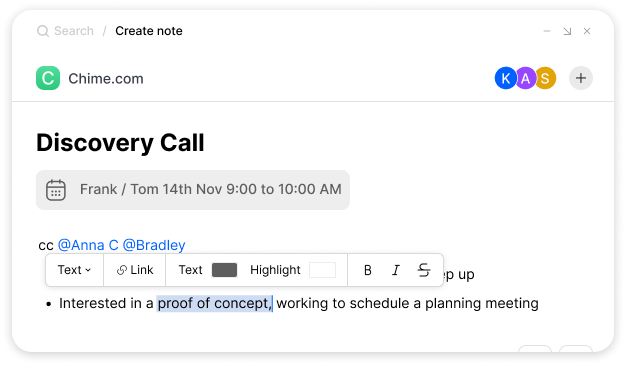 Search / Create note
C Chime.com K A S
Discovery Call
Frank / Tom 14th Nov 9:00 to 10:00 AM
cc @Anna C @Bradley
Text Link Text Highlight B I S
up
• Interested in a proof of concept, working to schedule a planning meeting